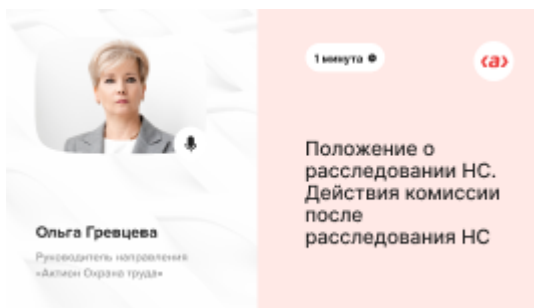 Ольга Гревцева
Руководитель направления
«Актион Охрана труда»
1 минута
‹a›
Положение о
расследовании НС.
Действия комиссии
после
расследования НС